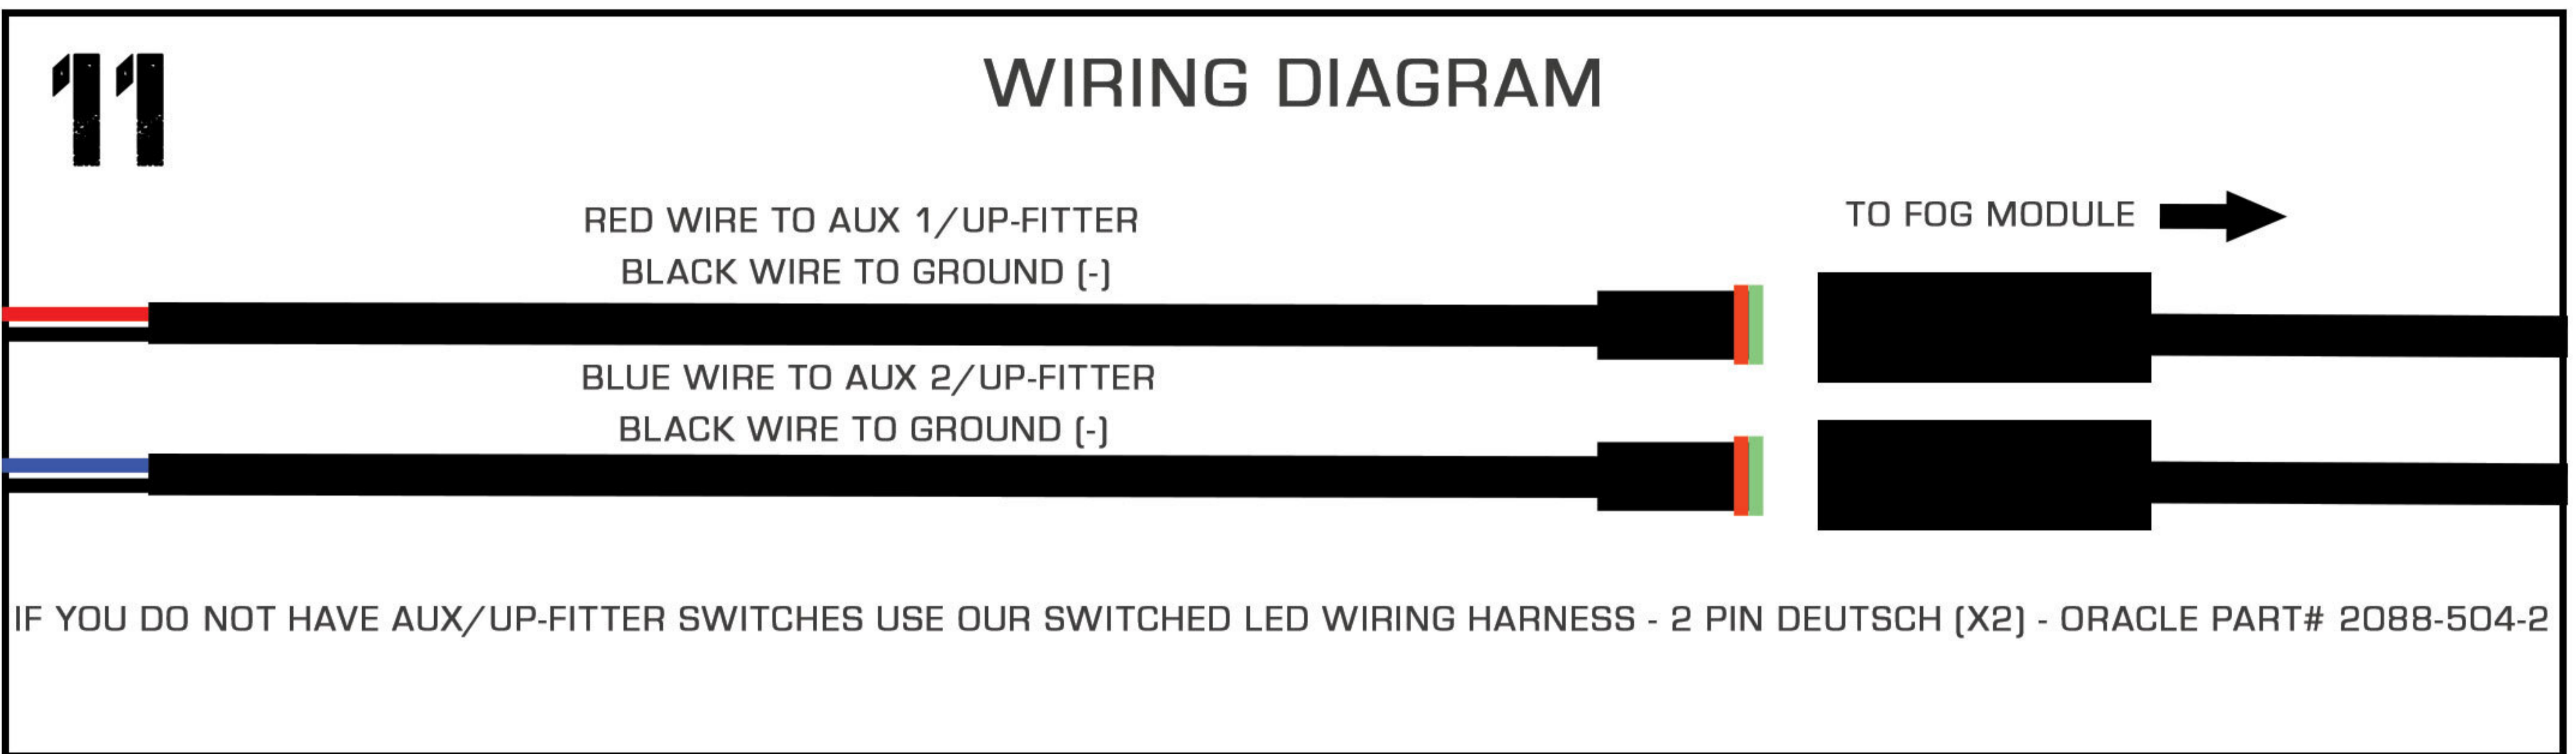 11
WIRING DIAGRAM
RED WIRE TO AUX 1/UP-FITTER
BLACK WIRE TO GROUND (-)
TO FOG MODULE
BLUE WIRE TO AUX 2/UP-FITTER
BLACK WIRE TO GROUND (-)
IF YOU DO NOT HAVE AUX/UP-FITTER SWITCHES USE OUR SWITCHED LED WIRING HARNESS - 2 PIN DEUTSCH (X2) - ORACLE PART# 2088-504-2